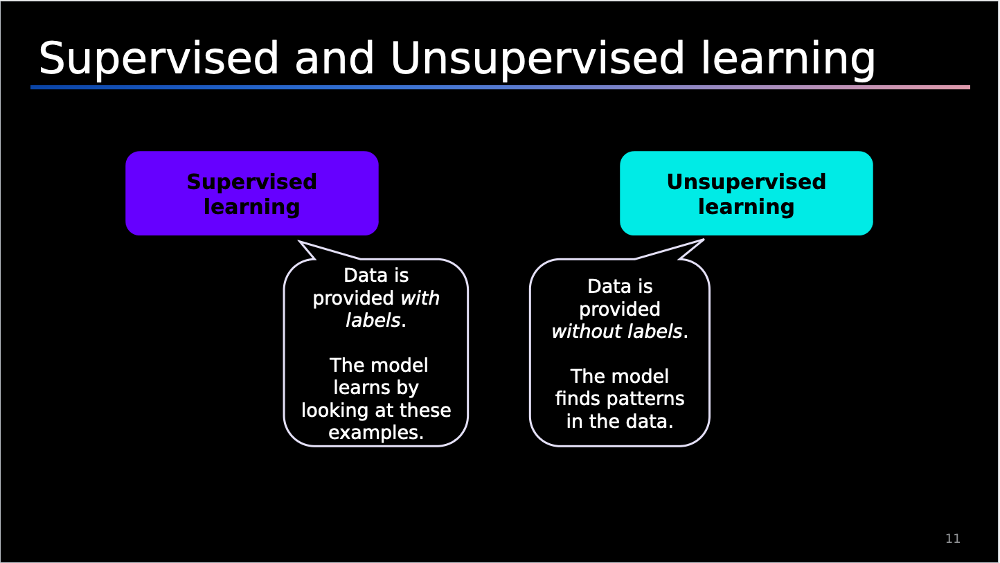 Supervised and Unsupervised learning
Supervised
learning
Data is
provided with
labels.
The model
learns by
looking at these
examples.
Unsupervised
learning
Data is
provided
without labels.
The model
finds patterns
in the data.
11